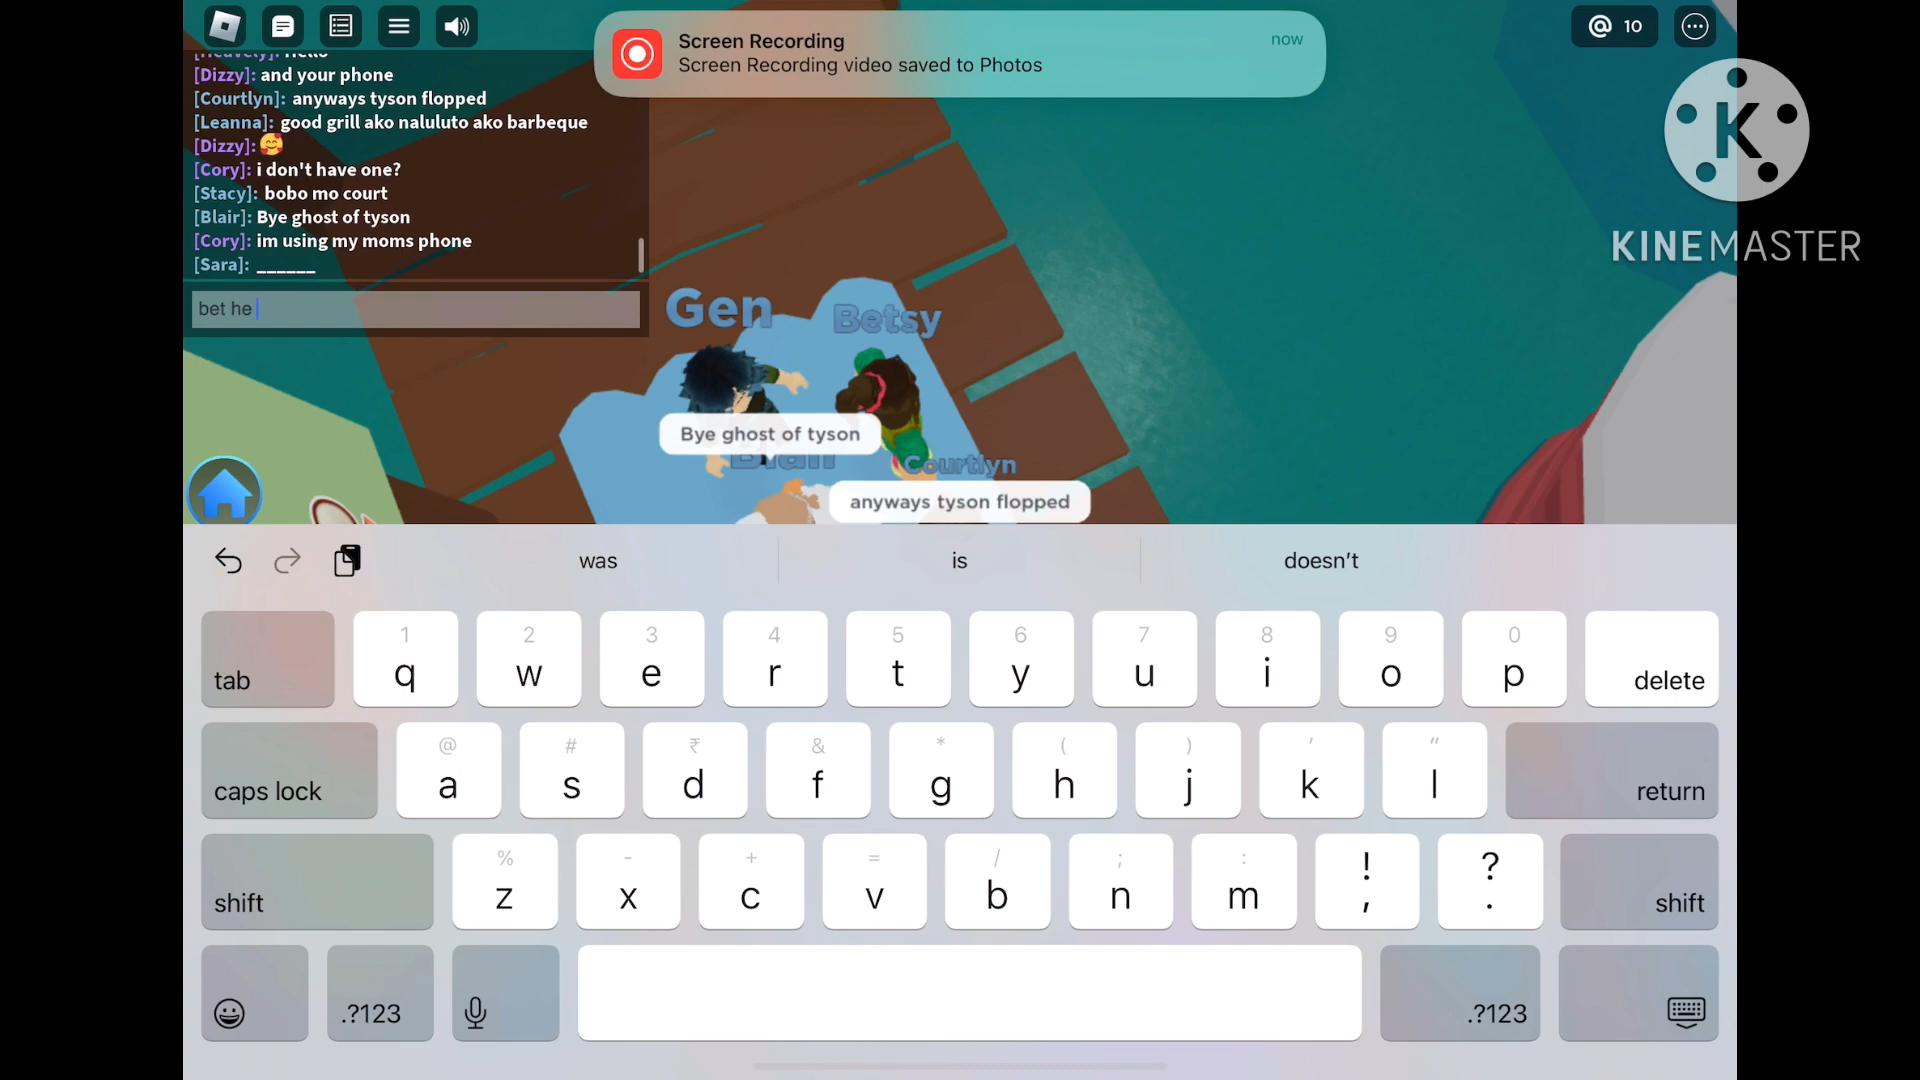 Screen Recording
now
Screen Recording video saved to Photos
@ 10
[Heavely]: Hello
[Dizzy]: and your phone
[Courtlyn]: anyways tyson flopped
[Leanna]: good grill ako naluluto ako barbeque
[Dizzy]: 🥰
[Cory]: i don't have one?
[Stacy]: bobo mo court
[Blair]: Bye ghost of tyson
[Cory]: im using my moms phone
[Sara]: ______
bet he
K
KINEMASTER
Gen
Betsy
Bye ghost of tyson
Blair
Courtlyn
anyways tyson flopped
was is doesn't
1 2 3 4 5 6 7 8 9 0
tab q w e r t y u i o p delete
@ # ₹ & * ( ) ' "
caps lock a s d f g h j k l return
% - + = / ; : ! ?
shift z x c v b n m , . shift
.?123 .?123